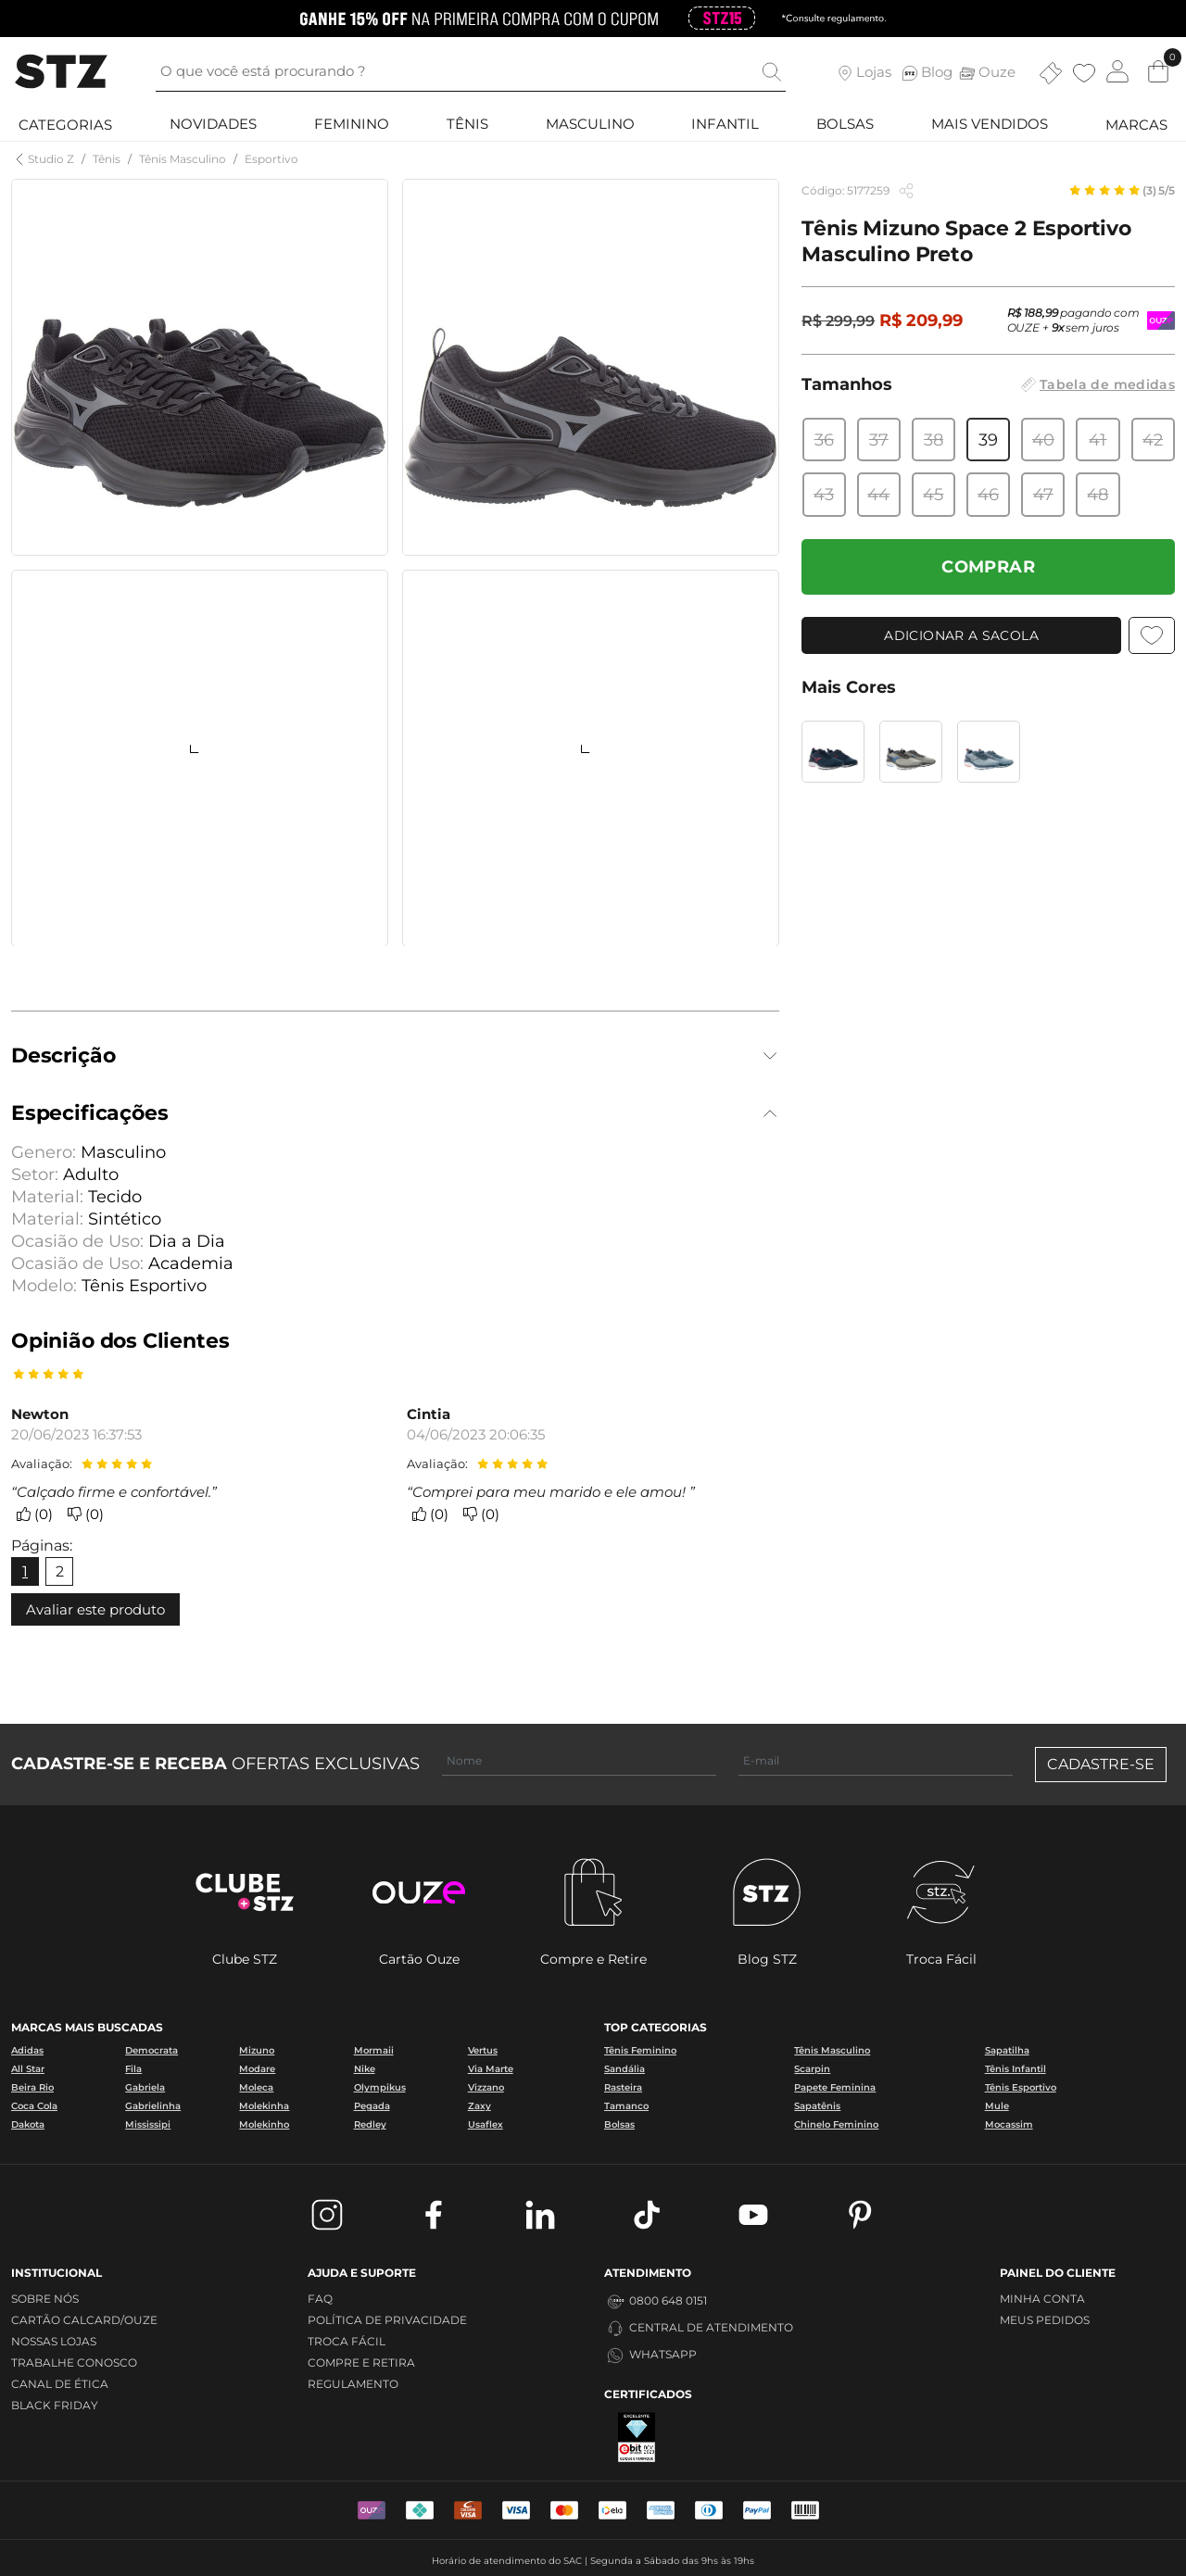 GANHE 15% OFF NA PRIMEIRA COMPRA COM O CUPOM STZ15 *Consulte regulamento.
STZ O que você está procurando ? Lojas Blog Ouze 0
CATEGORIAS NOVIDADES FEMININO TÊNIS MASCULINO INFANTIL BOLSAS MAIS VENDIDOS MARCAS
Studio Z / Tênis / Tênis Masculino / Esportivo
Código: 5177259 (3) 5/5
Tênis Mizuno Space 2 Esportivo
Masculino Preto
R$ 299,99 R$ 209,99
R$ 188,99 pagando com
OUZE + 9x sem juros
OUZ
Tamanhos Tabela de medidas
36 37 38 39 40 41 42
43 44 45 46 47 48
COMPRAR
ADICIONAR A SACOLA
Mais Cores
Descrição
Especificações
Genero: Masculino
Setor: Adulto
Material: Tecido
Material: Sintético
Ocasião de Uso: Dia a Dia
Ocasião de Uso: Academia
Modelo: Tênis Esportivo
Opinião dos Clientes
Newton
20/06/2023 16:37:53
Avaliação:
“Calçado firme e confortável.”
(0) (0)
Cintia
04/06/2023 20:06:35
Avaliação:
“Comprei para meu marido e ele amou! ”
(0) (0)
Páginas:
1 2
Avaliar este produto
CADASTRE-SE E RECEBA OFERTAS EXCLUSIVAS Nome E-mail CADASTRE-SE
CLUBE
+STZ
ouze
STZ
stz.
Clube STZ Cartão Ouze Compre e Retire Blog STZ Troca Fácil
MARCAS MAIS BUSCADAS
Adidas Democrata Mizuno Mormaii Vertus
All Star Fila Modare Nike Via Marte
Beira Rio Gabriela Moleca Olympikus Vizzano
Coca Cola Gabrielinha Molekinha Pegada Zaxy
Dakota Mississipi Molekinho Redley Usaflex
TOP CATEGORIAS
Tênis Feminino Tênis Masculino Sapatilha
Sandália Scarpin Tênis Infantil
Rasteira Papete Feminina Tênis Esportivo
Tamanco Sapatênis Mule
Bolsas Chinelo Feminino Mocassim
INSTITUCIONAL
SOBRE NÓS
CARTÃO CALCARD/OUZE
NOSSAS LOJAS
TRABALHE CONOSCO
CANAL DE ÉTICA
BLACK FRIDAY
AJUDA E SUPORTE
FAQ
POLÍTICA DE PRIVACIDADE
TROCA FÁCIL
COMPRE E RETIRA
REGULAMENTO
ATENDIMENTO
0800 648 0151
CENTRAL DE ATENDIMENTO
WHATSAPP
CERTIFICADOS
EXCELENTE
ebit
PAINEL DO CLIENTE
MINHA CONTA
MEUS PEDIDOS
OUZ VISA VISA elo PayPal
Horário de atendimento do SAC | Segunda a Sábado das 9hs às 19hs